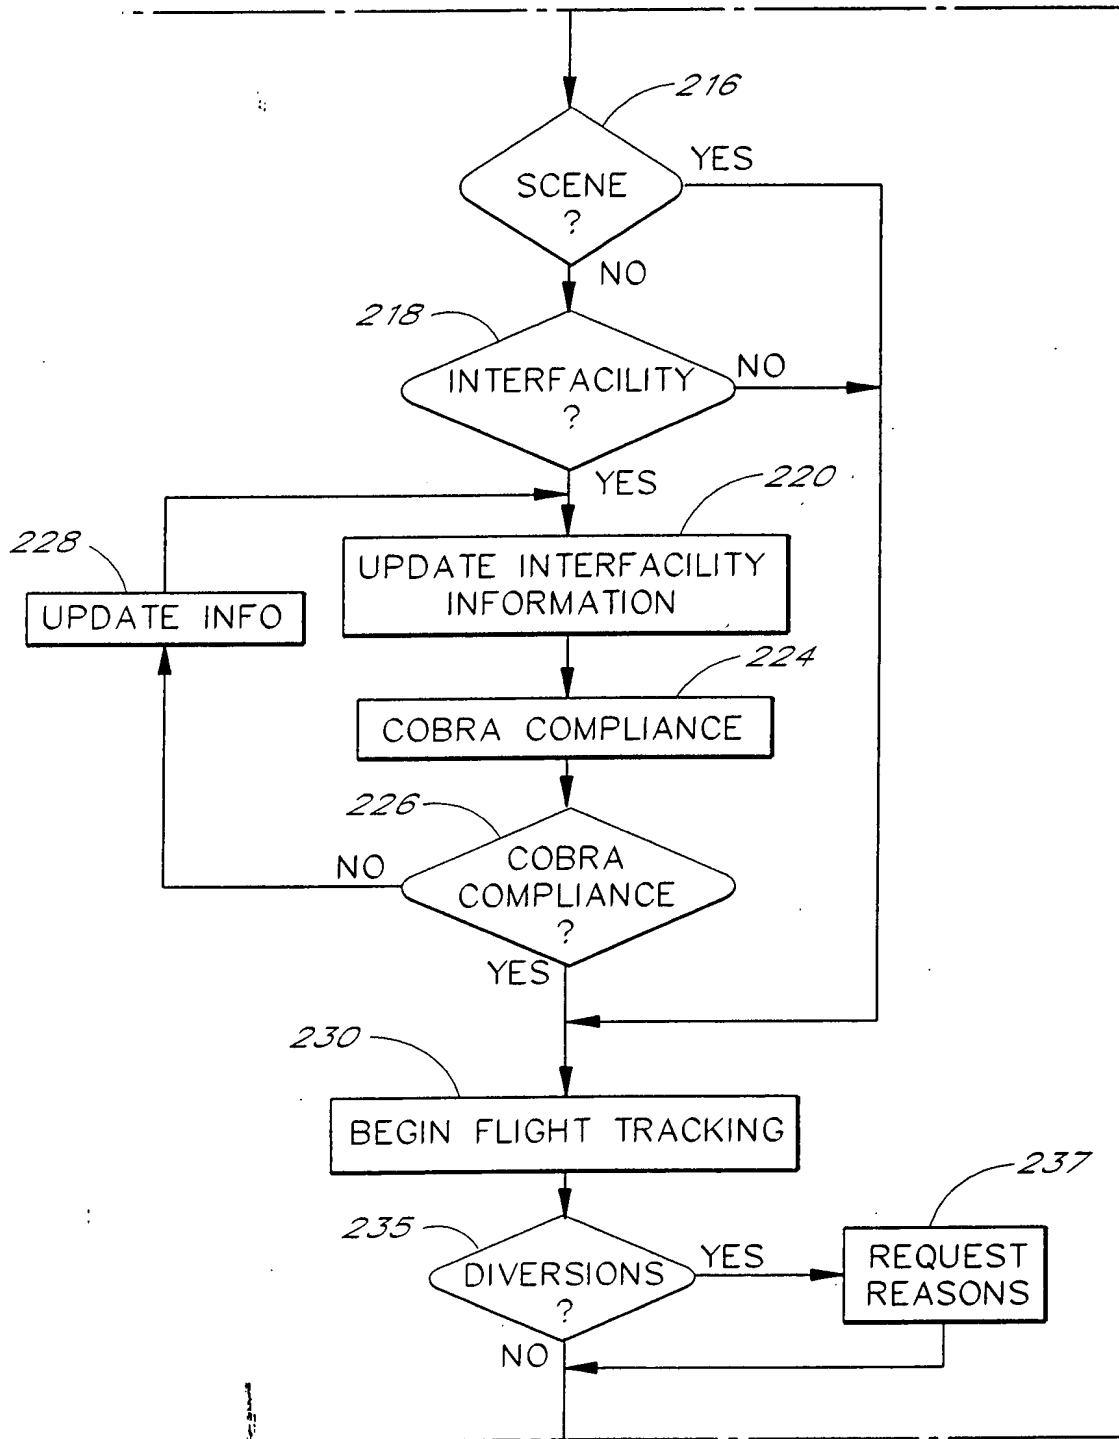 216
YES
SCENE
?
NO
218
INTERFACILITY
?
NO
YES
220
228
UPDATE INTERFACILITY
INFORMATION
UPDATE INFO
224
COBRA COMPLIANCE
226
NO
COBRA
COMPLIANCE
?
YES
230
BEGIN FLIGHT TRACKING
237
235
YES
DIVERSIONS
?
REQUEST
REASONS
NO